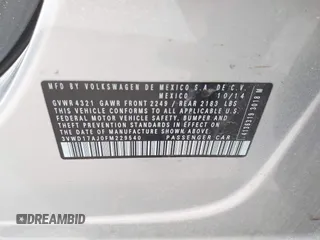 MFD. BY VOLKSWAGEN DE MEXICO S.A. DE C.V.
MEXICO 10/14
GVWR 4321 GAWR FRONT 2249 / REAR 2183 LBS
THIS VEHICLE CONFORMS TO ALL APPLICABLE
FEDERAL MOTOR VEHICLE SAFETY, BUMPER AND
THEFT PREVENTION STANDARDS IN EFFECT ON THE
DATE OF MANUFACTURE SHOWN ABOVE.
3VWD17AJ0FM229540 PASSENGER CAR
DREAMBID